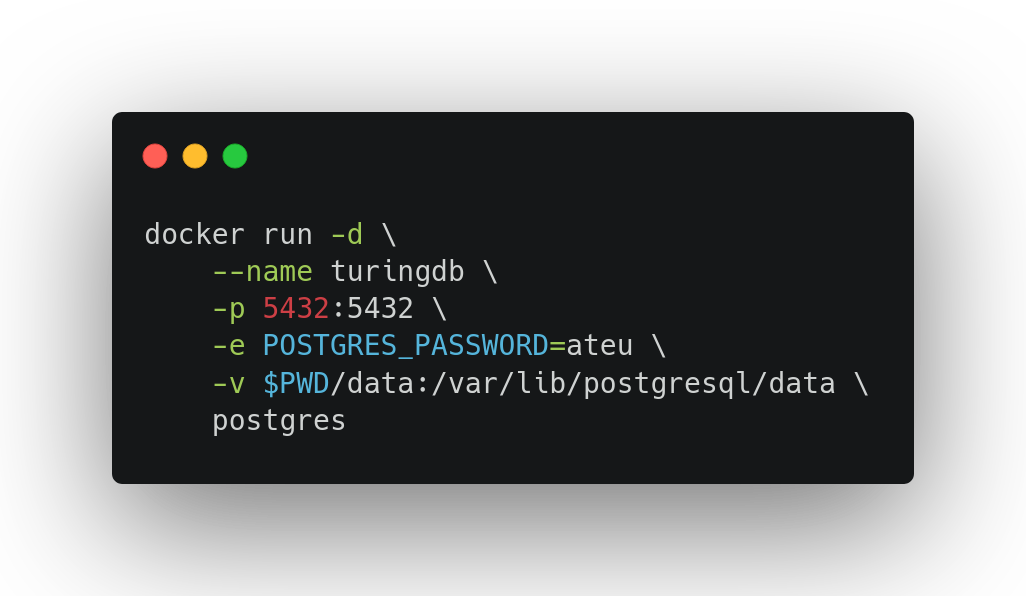 docker run -d \
--name turingdb \
-p 5432:5432 \
-e POSTGRES_PASSWORD=ateu \
-v $PWD/data:/var/lib/postgresql/data \
postgres